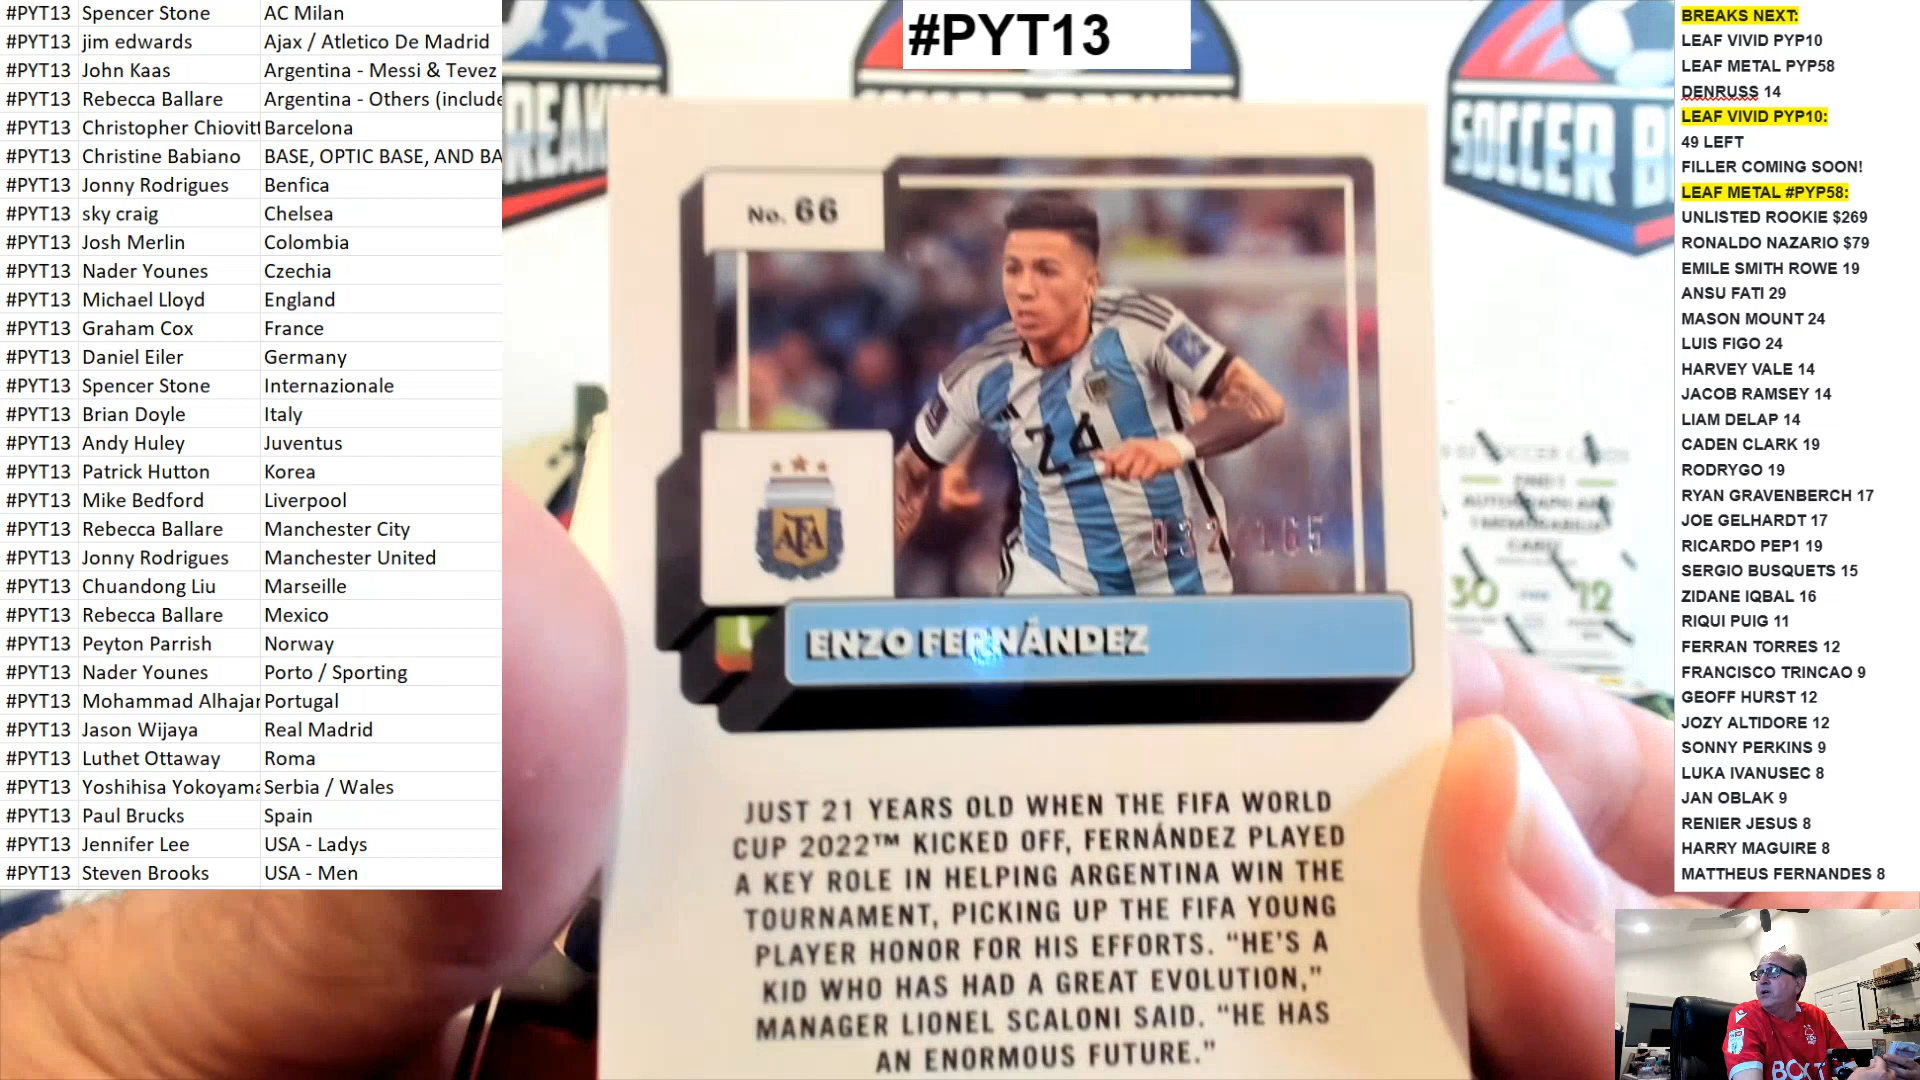 #PYT13 Spencer Stone AC Milan
#PYT13 jim edwards Ajax / Atletico De Madrid
#PYT13 John Kaas Argentina - Messi & Tevez
#PYT13 Rebecca Ballare Argentina - Others (include
#PYT13 Christopher Chiovitt Barcelona
#PYT13 Christine Babiano BASE, OPTIC BASE, AND BA
#PYT13 Jonny Rodrigues Benfica
#PYT13 sky craig Chelsea
#PYT13 Josh Merlin Colombia
#PYT13 Nader Younes Czechia
#PYT13 Michael Lloyd England
#PYT13 Graham Cox France
#PYT13 Daniel Eiler Germany
#PYT13 Spencer Stone Internazionale
#PYT13 Brian Doyle Italy
#PYT13 Andy Huley Juventus
#PYT13 Patrick Hutton Korea
#PYT13 Mike Bedford Liverpool
#PYT13 Rebecca Ballare Manchester City
#PYT13 Jonny Rodrigues Manchester United
#PYT13 Chuandong Liu Marseille
#PYT13 Rebecca Ballare Mexico
#PYT13 Peyton Parrish Norway
#PYT13 Nader Younes Porto / Sporting
#PYT13 Mohammad Alhajar Portugal
#PYT13 Jason Wijaya Real Madrid
#PYT13 Luthet Ottaway Roma
#PYT13 Yoshihisa Yokoyama Serbia / Wales
#PYT13 Paul Brucks Spain
#PYT13 Jennifer Lee USA - Ladys
#PYT13 Steven Brooks USA - Men
#PYT13
SOCCER B
No. 66
24
AFA
ENZO FERNÁNDEZ
JUST 21 YEARS OLD WHEN THE FIFA WORLD
CUP 2022™ KICKED OFF, FERNÁNDEZ PLAYED
A KEY ROLE IN HELPING ARGENTINA WIN THE
TOURNAMENT, PICKING UP THE FIFA YOUNG
PLAYER HONOR FOR HIS EFFORTS. "HE'S A
KID WHO HAS HAD A GREAT EVOLUTION,"
MANAGER LIONEL SCALONI SAID. "HE HAS
AN ENORMOUS FUTURE."
30 12
BREAKS NEXT:
LEAF VIVID PYP10
LEAF METAL PYP58
DENRUSS 14
LEAF VIVID PYP10:
49 LEFT
FILLER COMING SOON!
LEAF METAL #PYP58:
UNLISTED ROOKIE $269
RONALDO NAZARIO $79
EMILE SMITH ROWE 19
ANSU FATI 29
MASON MOUNT 24
LUIS FIGO 24
HARVEY VALE 14
JACOB RAMSEY 14
LIAM DELAP 14
CADEN CLARK 19
RODRYGO 19
RYAN GRAVENBERCH 17
JOE GELHARDT 17
RICARDO PEP1 19
SERGIO BUSQUETS 15
ZIDANE IQBAL 16
RIQUI PUIG 11
FERRAN TORRES 12
FRANCISCO TRINCAO 9
GEOFF HURST 12
JOZY ALTIDORE 12
SONNY PERKINS 9
LUKA IVANUSEC 8
JAN OBLAK 9
RENIER JESUS 8
HARRY MAGUIRE 8
MATTHEUS FERNANDES 8